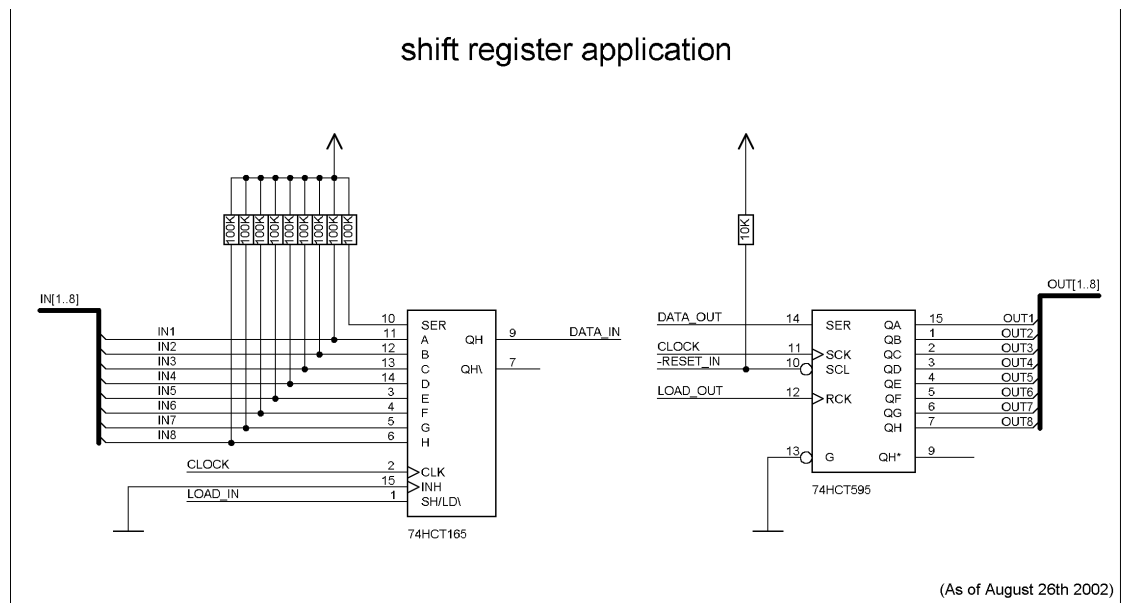 shift register application
100K 100K 100K 100K 100K 100K 100K 100K 100K
10K
IN[1..8]
OUT[1..8]
IN1
IN2
IN3
IN4
IN5
IN6
IN7
IN8
CLOCK
LOAD_IN
10 SER
11 A QH 9 DATA_IN
12 B
13 C QH\ 7
14 D
3 E
4 F
5 G
6 H
2 CLK
15 INH
1 SH/LD\
74HCT165
DATA_OUT 14 SER QA 15 OUT1
QB 1 OUT2
CLOCK 11 SCK QC 2 OUT3
-RESET_IN 10 SCL QD 3 OUT4
QE 4 OUT5
LOAD_OUT 12 RCK QF 5 OUT6
QG 6 OUT7
QH 7 OUT8
13 G QH* 9
74HCT595
(As of August 26th 2002)